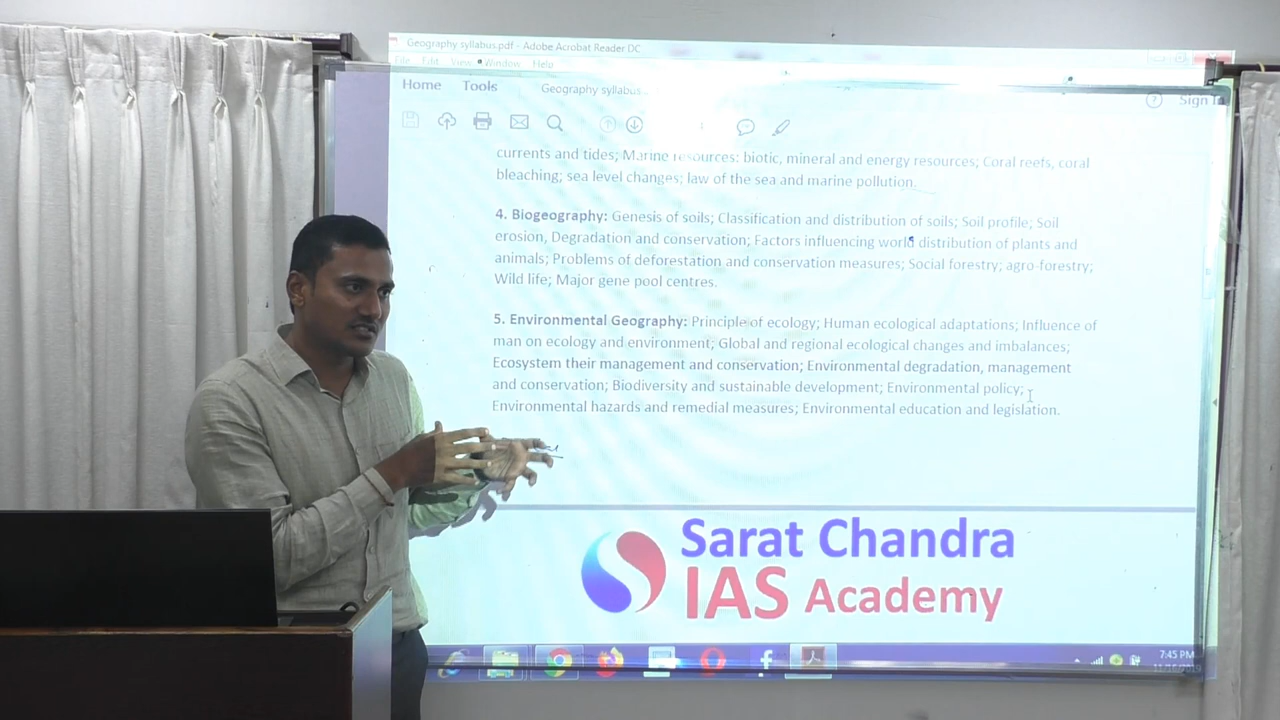 Geography syllabus.pdf - Adobe Acrobat Reader DC
File Edit View Window Help
Home Tools Geography syllabus... Sign In
1
currents and tides; Marine resources: biotic, mineral and energy resources; Coral reefs, coral
bleaching; sea level changes; law of the sea and marine pollution.
4. Biogeography: Genesis of soils; Classification and distribution of soils; Soil profile; Soil
erosion, Degradation and conservation; Factors influencing world distribution of plants and
animals; Problems of deforestation and conservation measures; Social forestry; agro-forestry;
Wild life; Major gene pool centres.
5. Environmental Geography: Principle of ecology; Human ecological adaptations; Influence of
man on ecology and environment; Global and regional ecological changes and imbalances;
Ecosystem their management and conservation; Environmental degradation, management
and conservation; Biodiversity and sustainable development; Environmental policy;
Environmental hazards and remedial measures; Environmental education and legislation.
Sarat Chandra
IAS Academy
7:45 PM